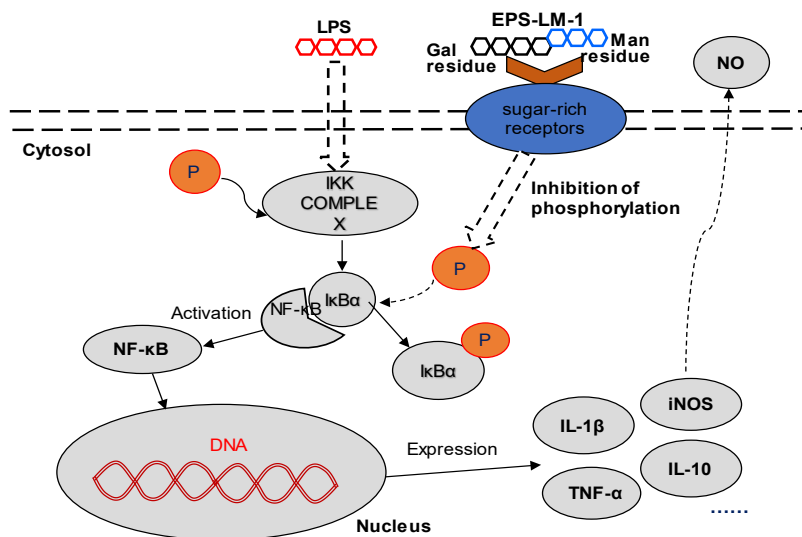 LPS
EPS-LM-1
Gal
residue
Man
residue
NO
sugar-rich
receptors
Cytosol
P
IKK
COMPLE
X
Inhibition of
phosphorylation
P
IκBα
NF-κB
Activation
NF-κB
P
IκBα
DNA
Expression
iNOS
IL-1β
IL-10
TNF-α
......
Nucleus